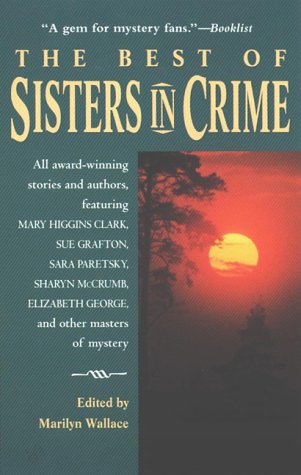 “A gem for mystery fans.”—Booklist
THE BEST OF
SISTERS IN CRIME
All award-winning
stories and authors,
featuring
MARY HIGGINS CLARK,
SUE GRAFTON,
SARA PARETSKY,
SHARYN McCRUMB,
ELIZABETH GEORGE,
and other masters
of mystery
Edited by
Marilyn Wallace